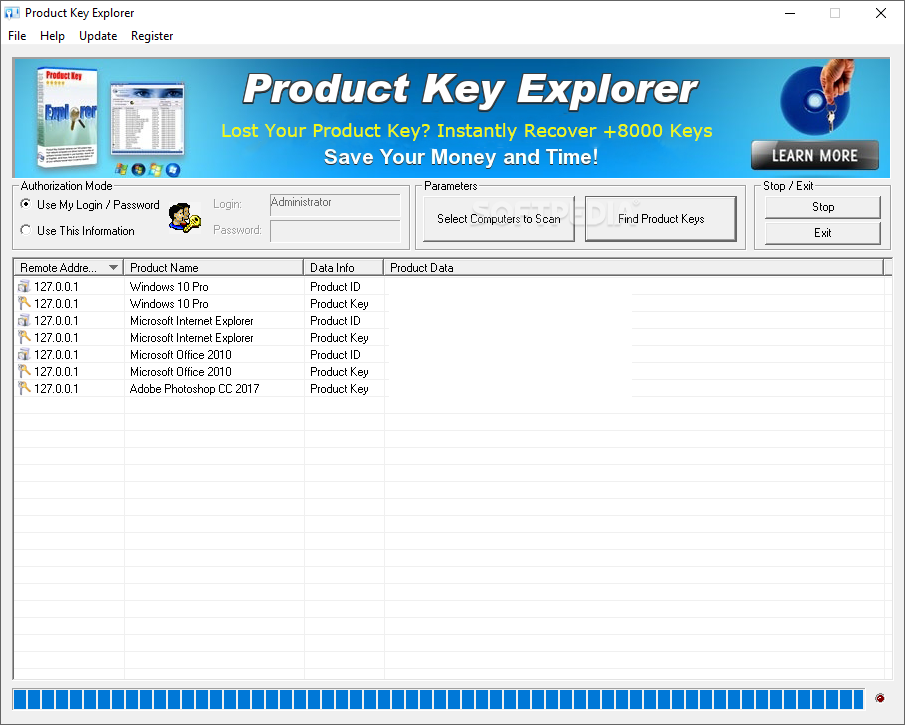 Product Key Explorer
File Help Update Register
Product Key
Explorer
Product Key Explorer
Lost Your Product Key? Instantly Recover +8000 Keys
Save Your Money and Time!
LEARN MORE
Authorization Mode
Use My Login / Password
Use This Information
Login:
Administrator
Password:
Parameters
Select Computers to Scan
Find Product Keys
SOFTPEDIA
Stop / Exit
Stop
Exit
Remote Addre... Product Name Data Info Product Data
127.0.0.1 Windows 10 Pro Product ID
127.0.0.1 Windows 10 Pro Product Key
127.0.0.1 Microsoft Internet Explorer Product ID
127.0.0.1 Microsoft Internet Explorer Product Key
127.0.0.1 Microsoft Office 2010 Product ID
127.0.0.1 Microsoft Office 2010 Product Key
127.0.0.1 Adobe Photoshop CC 2017 Product Key